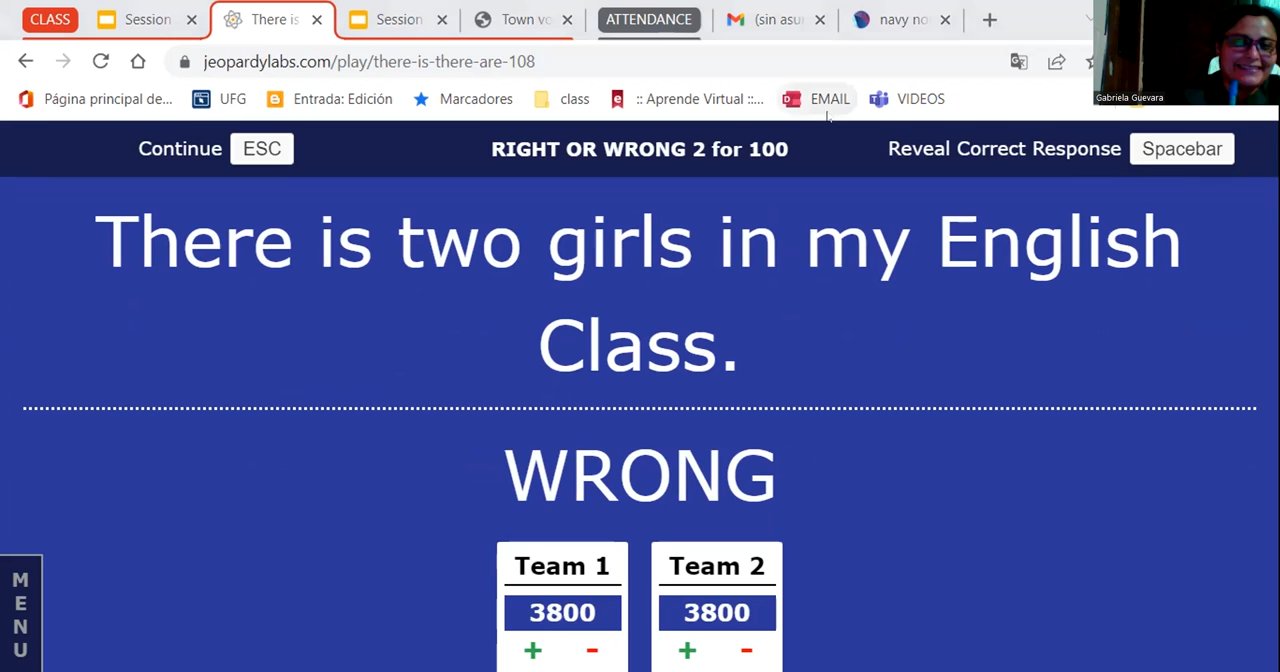 CLASS Session There is Session Town vo ATTENDANCE (sin asu navy no
jeopardylabs.com/play/there-is-there-are-108
Página principal de... UFG Entrada: Edición Marcadores class :: Aprende Virtual ::... EMAIL VIDEOS
Gabriela Guevara
Continue ESC RIGHT OR WRONG 2 for 100 Reveal Correct Response Spacebar
There is two girls in my English
Class.
WRONG
Team 1 Team 2
3800 3800
+ - + -
M
E
N
U